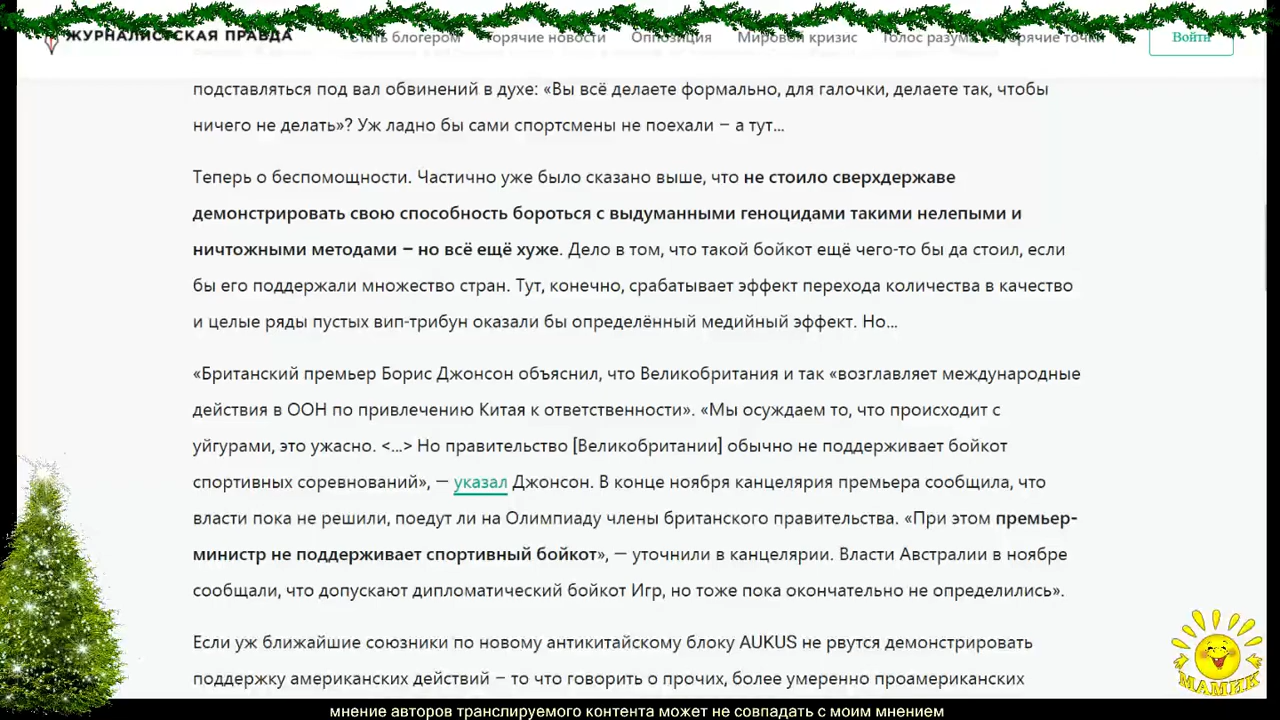 ЖУРНАЛИСТСКАЯ ПРАВДА Стать блогером Горячие новости Оппозиция Мировой кризис Голос разума Горячие точки Войти
подставляться под вал обвинений в духе: «Вы всё делаете формально, для галочки, делаете так, чтобы
ничего не делать»? Уж ладно бы сами спортсмены не поехали – а тут...
Теперь о беспомощности. Частично уже было сказано выше, что не стоило сверхдержаве
демонстрировать свою способность бороться с выдуманными геноцидами такими нелепыми и
ничтожными методами – но всё ещё хуже. Дело в том, что такой бойкот ещё чего-то бы да стоил, если
бы его поддержали множество стран. Тут, конечно, срабатывает эффект перехода количества в качество
и целые ряды пустых вип-трибун оказали бы определённый медийный эффект. Но...
«Британский премьер Борис Джонсон объяснил, что Великобритания и так «возглавляет международные
действия в ООН по привлечению Китая к ответственности». «Мы осуждаем то, что происходит с
уйгурами, это ужасно. <...> Но правительство [Великобритании] обычно не поддерживает бойкот
спортивных соревнований», — указал Джонсон. В конце ноября канцелярия премьера сообщила, что
власти пока не решили, поедут ли на Олимпиаду члены британского правительства. «При этом премьер-
министр не поддерживает спортивный бойкот», — уточнили в канцелярии. Власти Австралии в ноябре
сообщали, что допускают дипломатический бойкот Игр, но тоже пока окончательно не определились».
Если уж ближайшие союзники по новому антикитайскому блоку AUKUS не рвутся демонстрировать
поддержку американских действий – то что говорить о прочих, более умеренно проамериканских
МАМИК
мнение авторов транслируемого контента может не совпадать с моим мнением